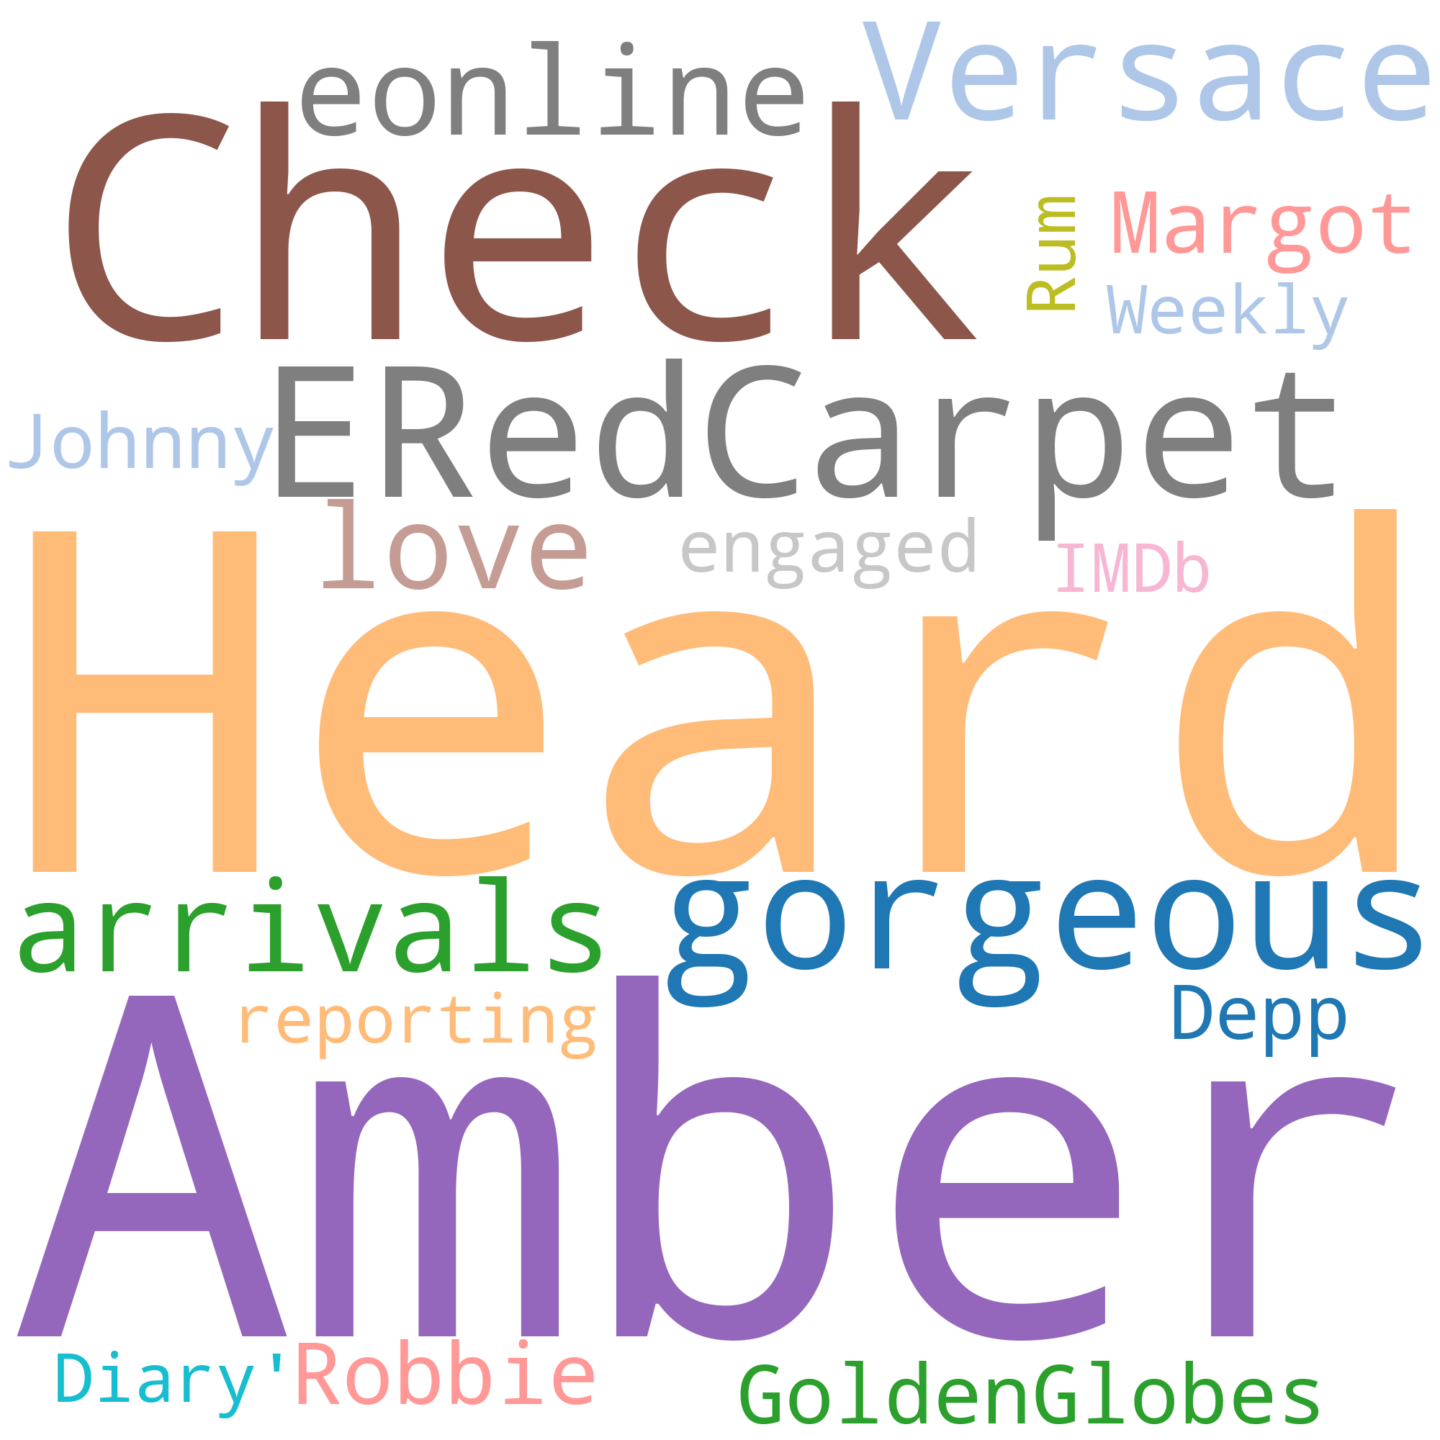 eonline
Versace
Check
Rum
Margot
Weekly
Johnny
ERedCarpet
love
engaged
IMDb
Heard
arrivals
gorgeous
reporting
Depp
Amber
Diary'
Robbie
GoldenGlobes